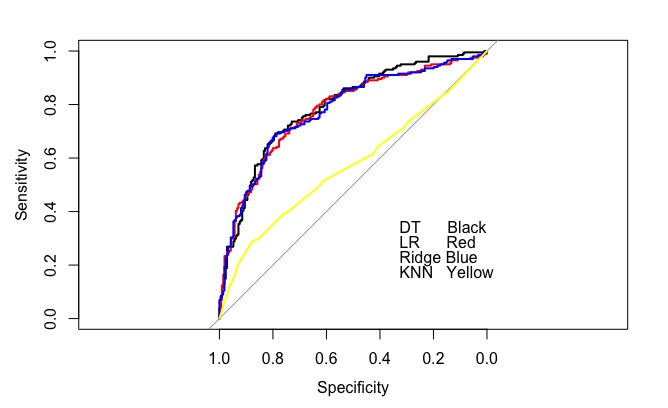 1.0
0.8
0.6
0.4
0.2
0.0
Sensitivity
DT Black
LR Red
Ridge Blue
KNN Yellow
1.0 0.8 0.6 0.4 0.2 0.0
Specificity